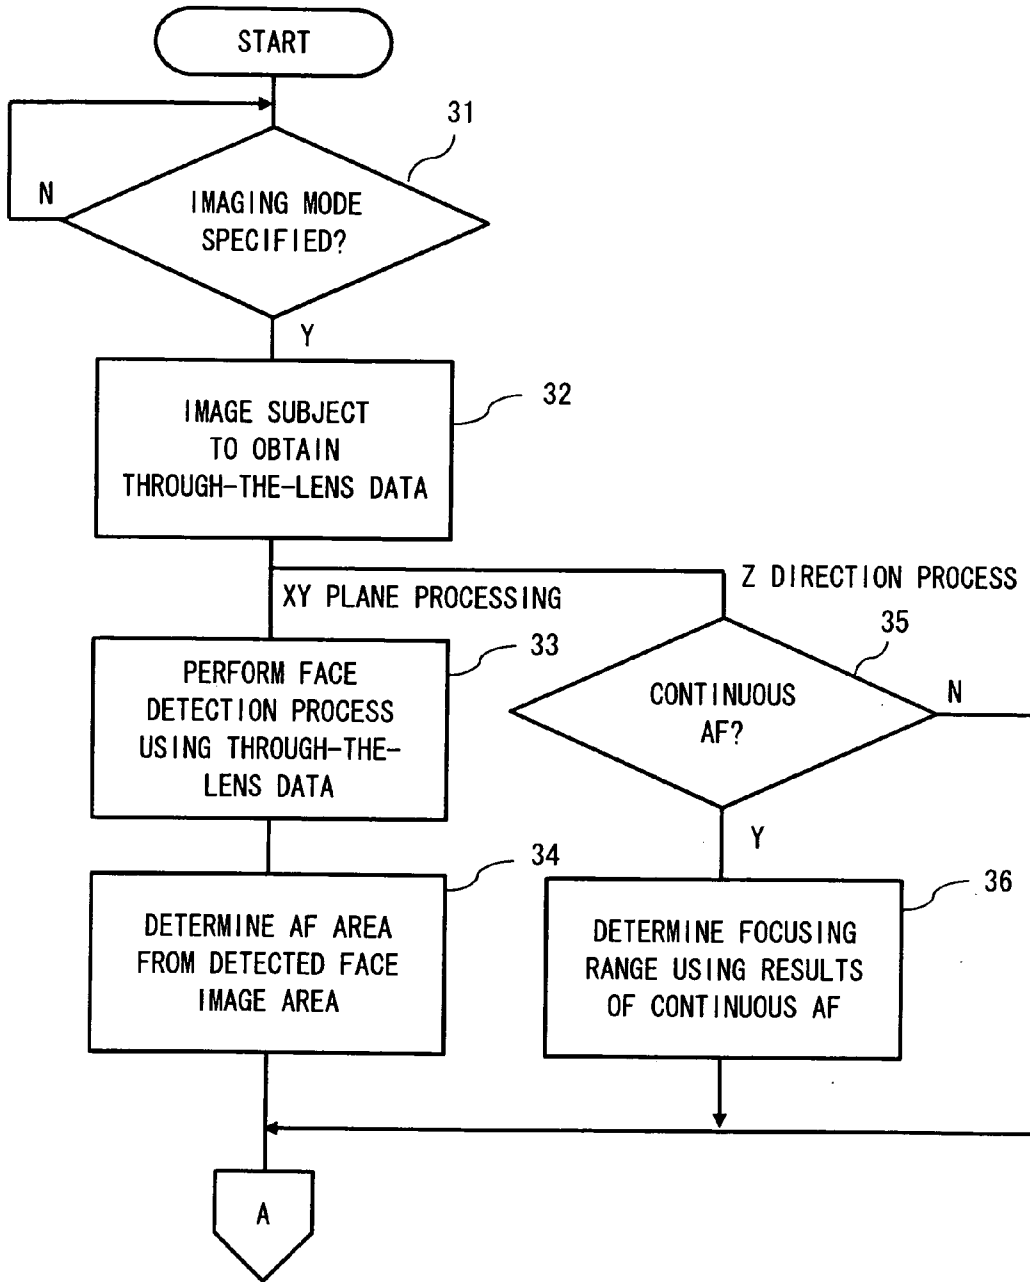 START
31
N
IMAGING MODE
SPECIFIED?
Y
32
IMAGE SUBJECT
TO OBTAIN
THROUGH-THE-LENS DATA
XY PLANE PROCESSING
Z DIRECTION PROCESS
33
PERFORM FACE
DETECTION PROCESS
USING THROUGH-THE-
LENS DATA
35
CONTINUOUS
AF?
N
Y
34
DETERMINE AF AREA
FROM DETECTED FACE
IMAGE AREA
36
DETERMINE FOCUSING
RANGE USING RESULTS
OF CONTINUOUS AF
A